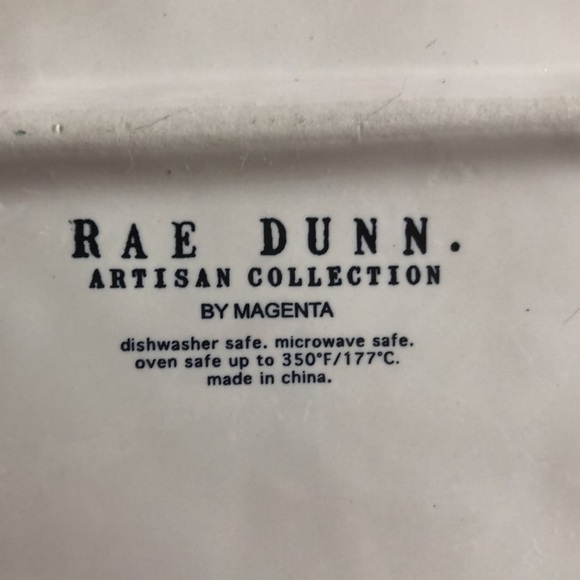 RAE DUNN.
ARTISAN COLLECTION
BY MAGENTA
dishwasher safe. microwave safe.
oven safe up to 350°F/177°C.
made in china.